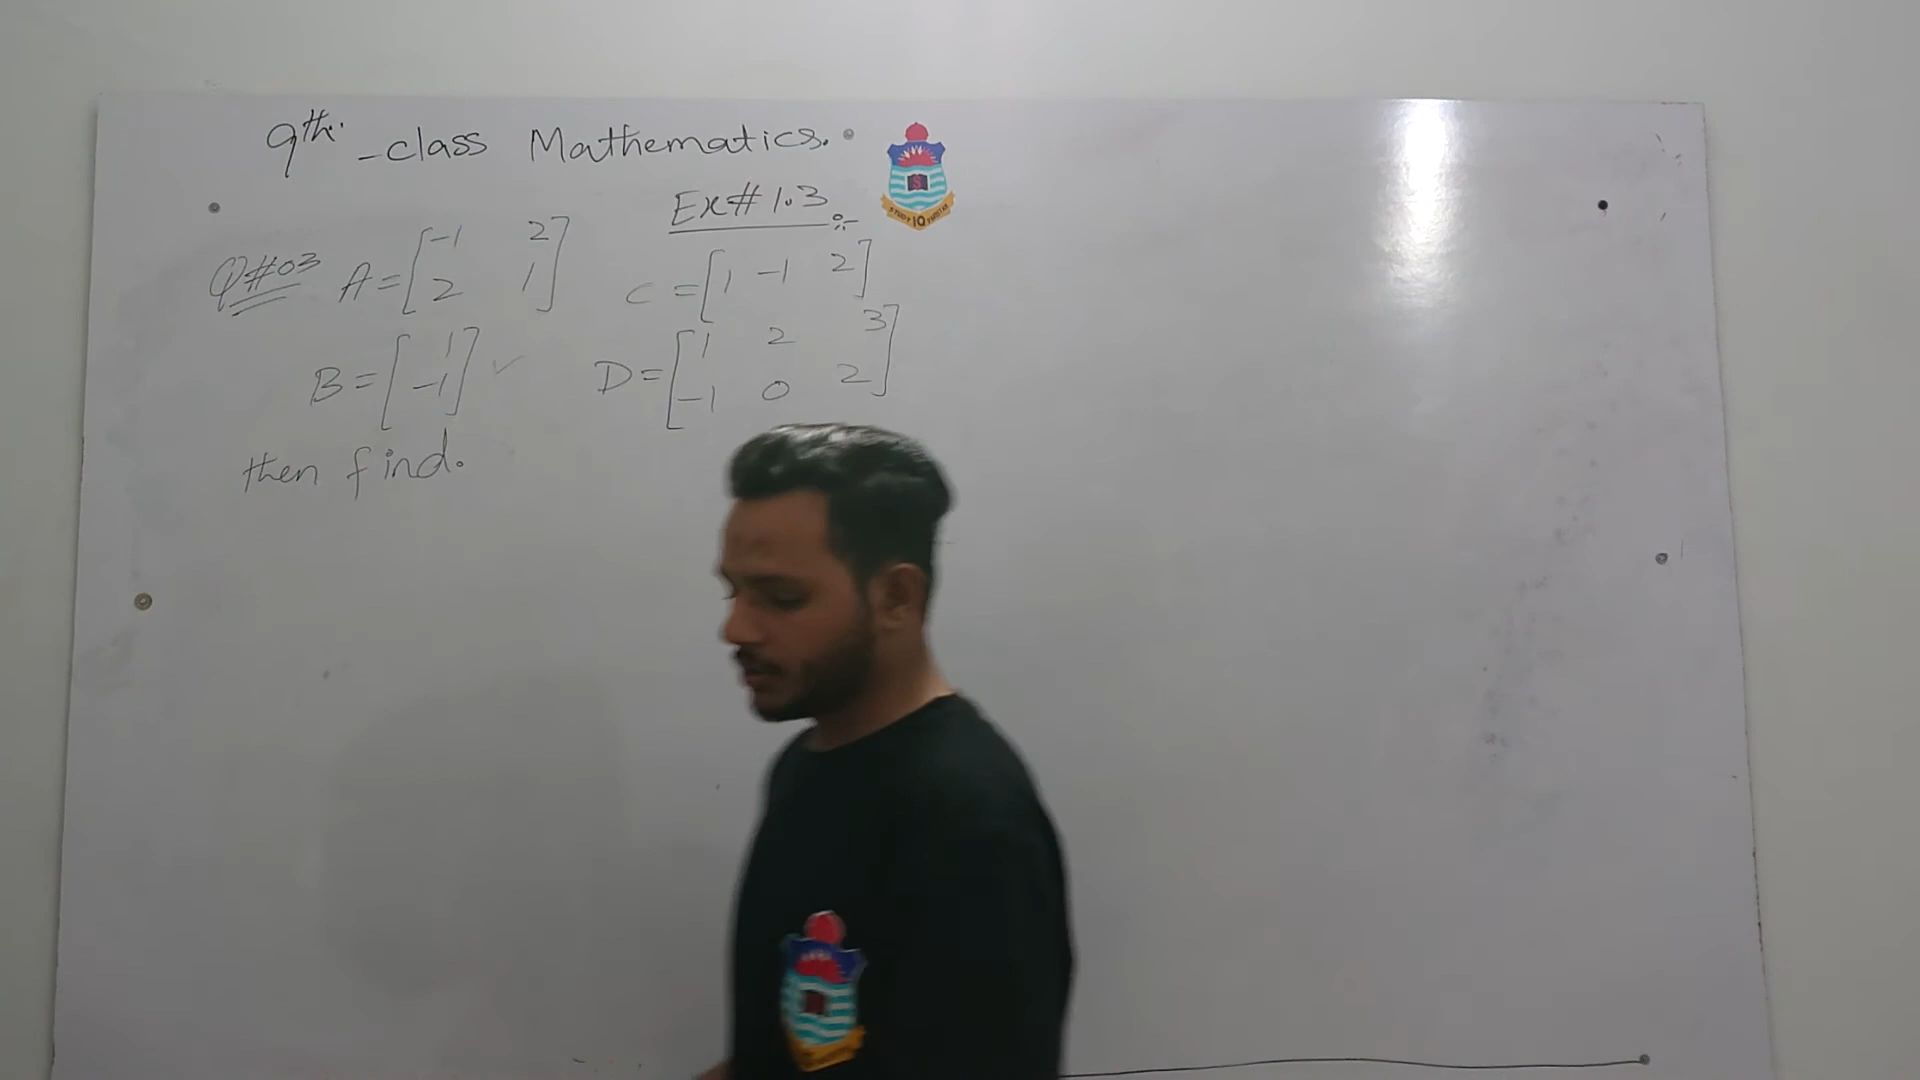 9th. - class Mathematics.
Ex# 1.3 :-
Q#03 A = [ -1 2
2 1 ]
C = [ 1 -1 2 ]
B = [ 1
-1 ]
D = [ 1 2 3
-1 0 2 ]
then find.
IQ